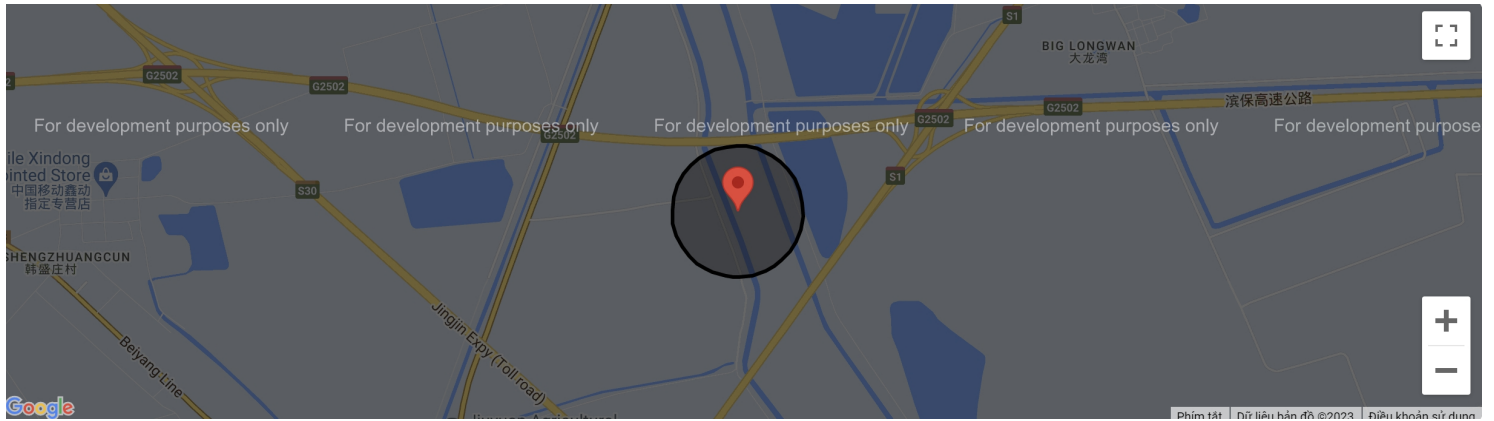 S1
BIG LONGWAN
大龙湾
G2502
G2502
G2502
滨保高速公路
For development purposes only
For development purposes only
For development purposes only
For development purposes only
For development purpose
G2502
G2502
ile Xindong
ointed Store
中国移动鑫动
指定专营店
S30
S1
SHENGZHUANGCUN
韩盛庄村
Jingjin Expy (Toll road)
Beiyang Line
Google
Phím tắt
Dữ liệu bản đồ ©2023
Điều khoản sử dụng